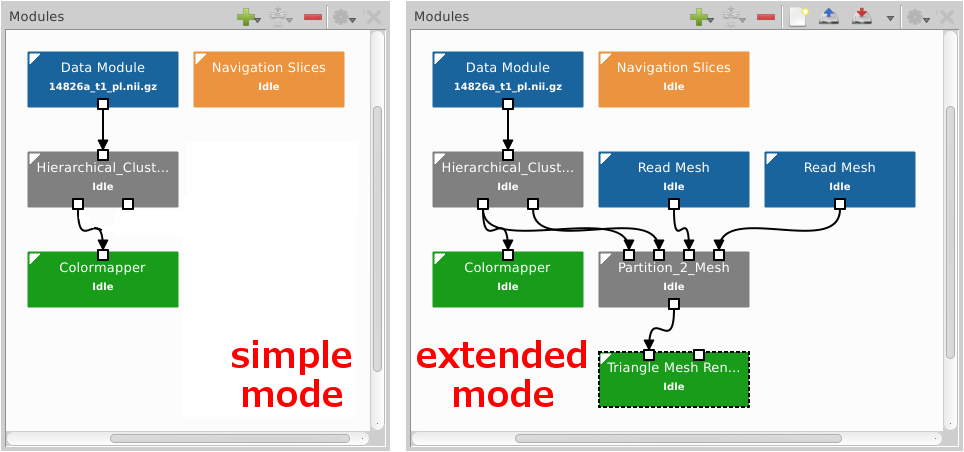 Modules
Data Module
14826a_t1_pl.nii.gz
Navigation Slices
Idle
Hierarchical_Clust...
Idle
Colormapper
Idle
simple
mode
Modules
Data Module
14826a_t1_pl.nii.gz
Navigation Slices
Idle
Hierarchical_Clust...
Idle
Read Mesh
Idle
Read Mesh
Idle
Colormapper
Idle
Partition_2_Mesh
Idle
extended
mode
Triangle Mesh Ren...
Idle